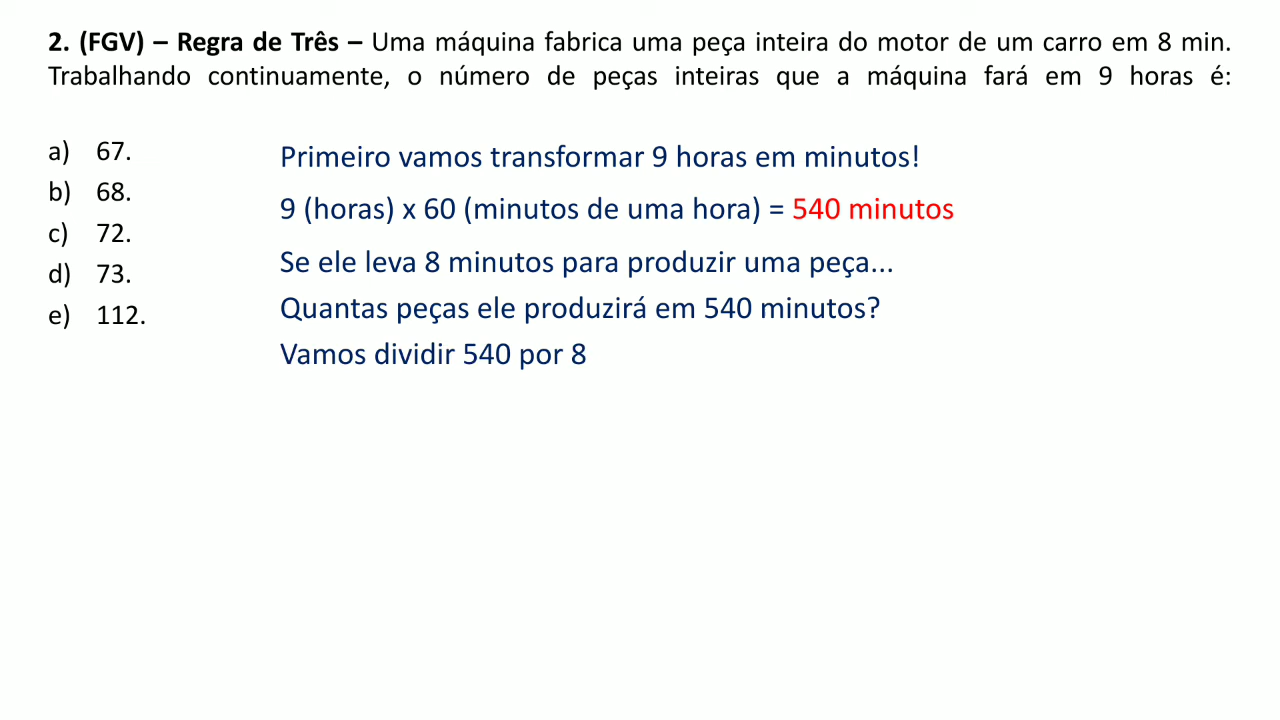 2. (FGV) – Regra de Três – Uma máquina fabrica uma peça inteira do motor de um carro em 8 min.
Trabalhando continuamente, o número de peças inteiras que a máquina fará em 9 horas é:
a) 67.
b) 68.
c) 72.
d) 73.
e) 112.
Primeiro vamos transformar 9 horas em minutos!
9 (horas) x 60 (minutos de uma hora) = 540 minutos
Se ele leva 8 minutos para produzir uma peça...
Quantas peças ele produzirá em 540 minutos?
Vamos dividir 540 por 8